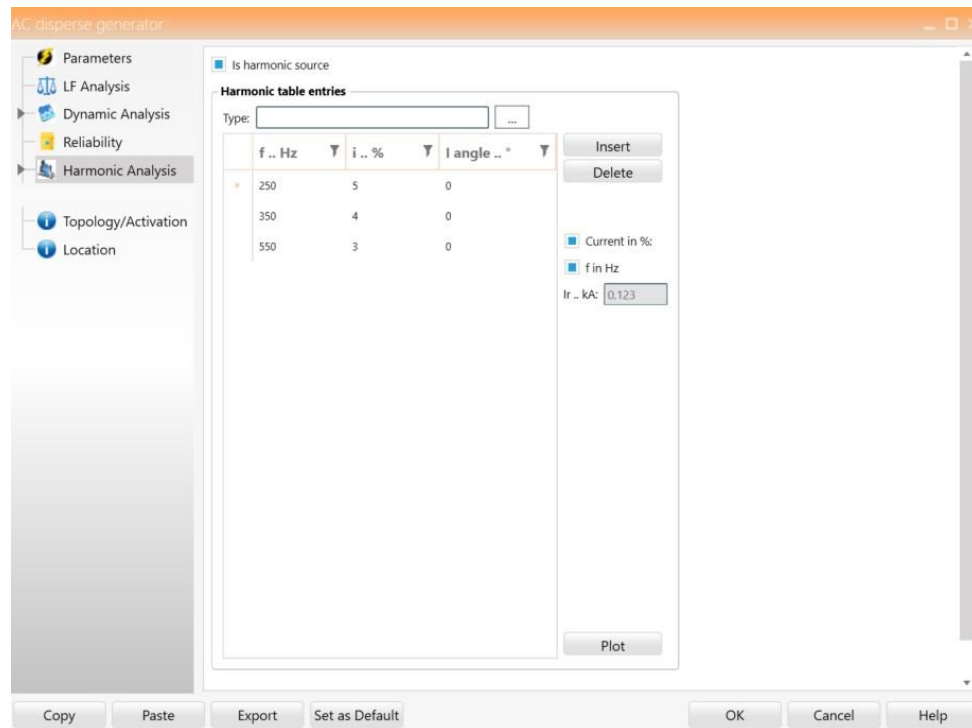 AC disperse generator
Parameters
LF Analysis
Dynamic Analysis
Reliability
Harmonic Analysis
Topology/Activation
Location
Is harmonic source
Harmonic table entries
Type:
...
f .. Hz i .. % I angle .. °
250 5 0
350 4 0
550 3 0
Insert
Delete
Current in %:
f in Hz
Ir .. kA: 0.123
Plot
Copy Paste Export Set as Default OK Cancel Help